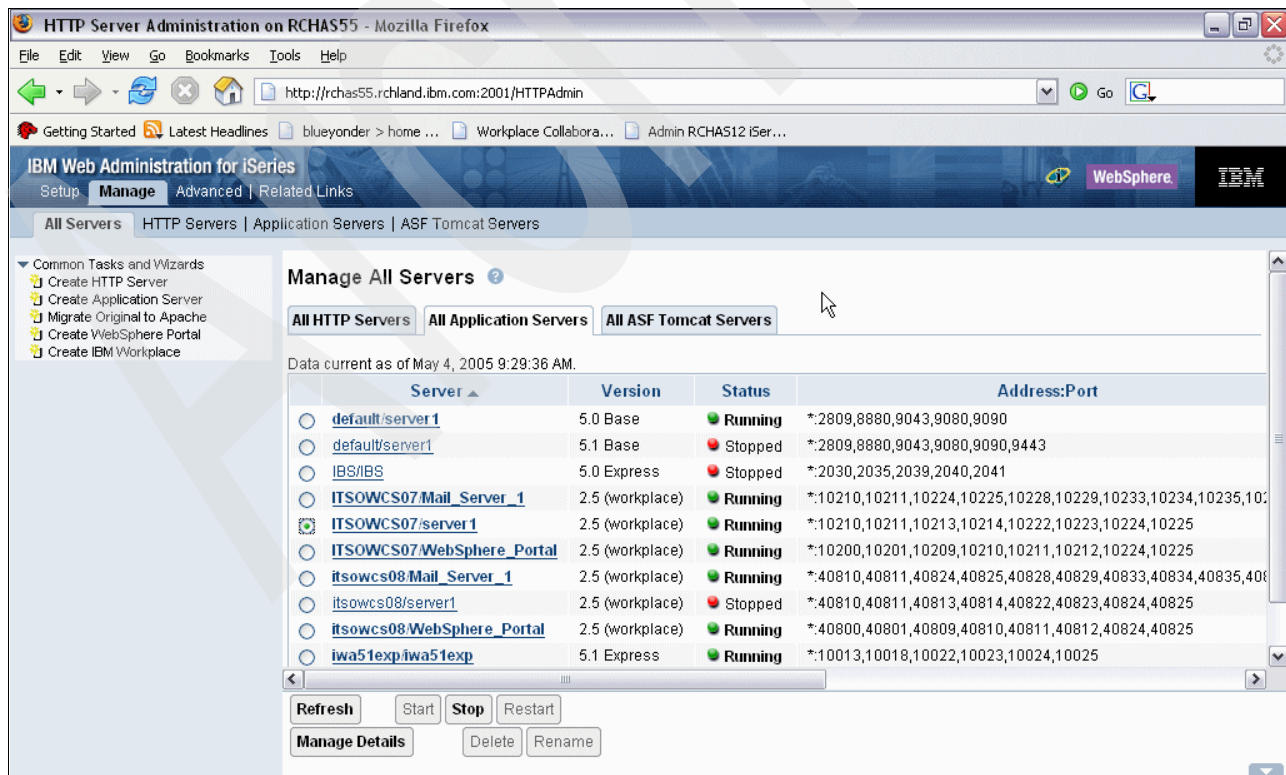 HTTP Server Administration on RCHAS55 - Mozilla Firefox
File Edit View Go Bookmarks Tools Help
http://rchas55.rchland.ibm.com:2001/HTTPAdmin Go G
Getting Started Latest Headlines blueyonder > home ... Workplace Collabora... Admin RCHAS12 iSer...
IBM Web Administration for iSeries
Setup Manage Advanced | Related Links WebSphere. IBM
All Servers HTTP Servers | Application Servers | ASF Tomcat Servers
Common Tasks and Wizards
Create HTTP Server
Create Application Server
Migrate Original to Apache
Create WebSphere Portal
Create IBM Workplace
Manage All Servers ?
All HTTP Servers All Application Servers All ASF Tomcat Servers
Data current as of May 4, 2005 9:29:36 AM.
Server Version Status Address:Port
default/server1 5.0 Base Running *:2809,8880,9043,9080,9090
default/server1 5.1 Base Stopped *:2809,8880,9043,9080,9090,9443
IBS/IBS 5.0 Express Stopped *:2030,2035,2039,2040,2041
ITSOWCS07/Mail_Server_1 2.5 (workplace) Running *:10210,10211,10224,10225,10228,10229,10233,10234,10235,10
ITSOWCS07/server1 2.5 (workplace) Running *:10210,10211,10213,10214,10222,10223,10224,10225
ITSOWCS07/WebSphere_Portal 2.5 (workplace) Running *:10200,10201,10209,10210,10211,10212,10224,10225
itsowcs08/Mail_Server_1 2.5 (workplace) Running *:40810,40811,40824,40825,40828,40829,40833,40834,40835,40
itsowcs08/server1 2.5 (workplace) Stopped *:40810,40811,40813,40814,40822,40823,40824,40825
itsowcs08/WebSphere_Portal 2.5 (workplace) Running *:40800,40801,40809,40810,40811,40812,40824,40825
iwa51exp/iwa51exp 5.1 Express Running *:10013,10018,10022,10023,10024,10025
Refresh Start Stop Restart
Manage Details Delete Rename